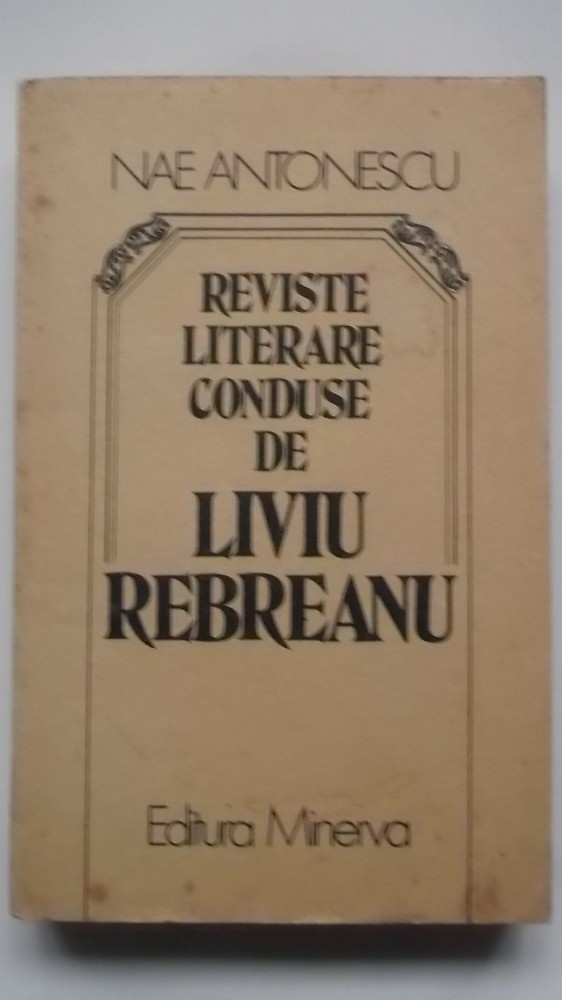 NAE ANTONESCU
REVISTE
LITERARE
CONDUSE
DE
LIVIU
REBREANU
Editura Minerva